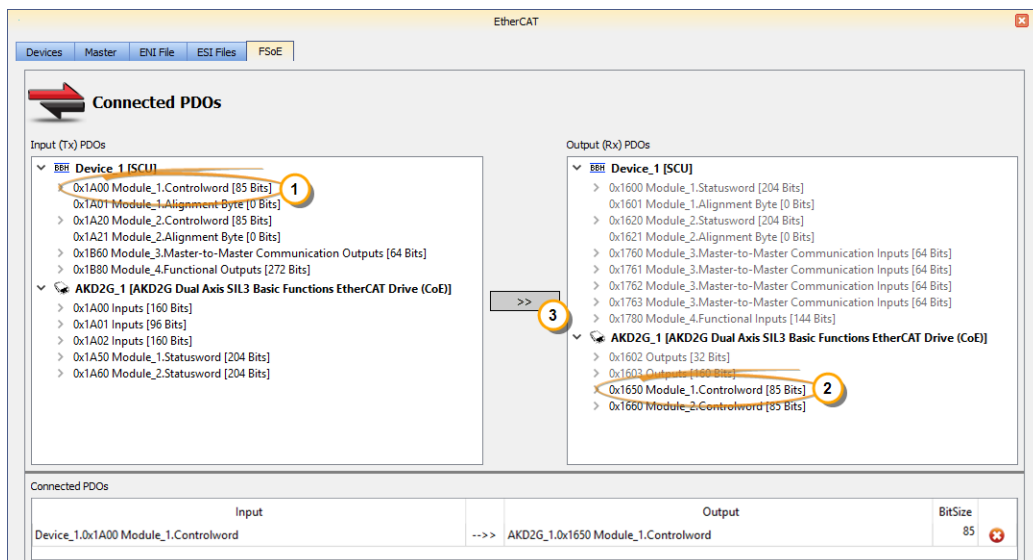 EtherCAT
Devices Master ENI File ESI Files FSoE
Connected PDOs
Input (Tx) PDOs
BBH Device_1 [SCU]
0x1A00 Module_1.Controlword [85 Bits]
1
0x1A01 Module_1.Alignment Byte [0 Bits]
0x1A20 Module_2.Controlword [85 Bits]
0x1A21 Module_2.Alignment Byte [0 Bits]
0x1B60 Module_3.Master-to-Master Communication Outputs [64 Bits]
0x1B80 Module_4.Functional Outputs [272 Bits]
AKD2G_1 [AKD2G Dual Axis SIL3 Basic Functions EtherCAT Drive (CoE)]
0x1A00 Inputs [160 Bits]
0x1A01 Inputs [96 Bits]
0x1A02 Inputs [160 Bits]
0x1A50 Module_1.Statusword [204 Bits]
0x1A60 Module_2.Statusword [204 Bits]
>>
3
Output (Rx) PDOs
BBH Device_1 [SCU]
0x1600 Module_1.Statusword [204 Bits]
0x1601 Module_1.Alignment Byte [0 Bits]
0x1620 Module_2.Statusword [204 Bits]
0x1621 Module_2.Alignment Byte [0 Bits]
0x1760 Module_3.Master-to-Master Communication Inputs [64 Bits]
0x1761 Module_3.Master-to-Master Communication Inputs [64 Bits]
0x1762 Module_3.Master-to-Master Communication Inputs [64 Bits]
0x1763 Module_3.Master-to-Master Communication Inputs [64 Bits]
0x1780 Module_4.Functional Inputs [144 Bits]
AKD2G_1 [AKD2G Dual Axis SIL3 Basic Functions EtherCAT Drive (CoE)]
0x1602 Outputs [32 Bits]
0x1603 Outputs [160 Bits]
0x1650 Module_1.Controlword [85 Bits]
2
0x1660 Module_2.Controlword [85 Bits]
Connected PDOs
Input Output BitSize
Device_1.0x1A00 Module_1.Controlword -->> AKD2G_1.0x1650 Module_1.Controlword 85